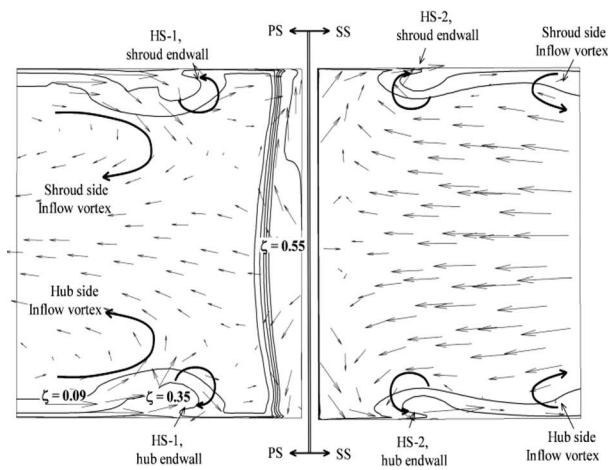 HS-1,
shroud endwall
PS
SS
HS-2,
shroud endwall
Shroud side
Inflow vortex
Shroud side
Inflow vortex
ζ = 0.55
Hub side
Inflow vortex
ζ = 0.09
ζ = 0.35
HS-1,
hub endwall
PS
SS
HS-2,
hub endwall
Hub side
Inflow vortex